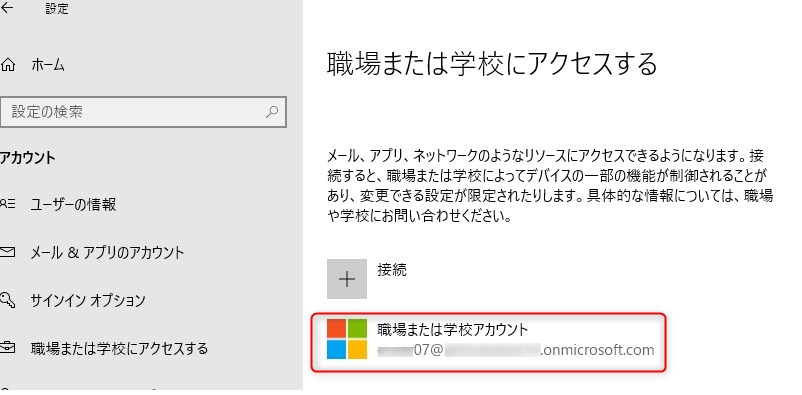 設定
ホーム
設定の検索
アカウント
ユーザーの情報
メール & アプリのアカウント
サインイン オプション
職場または学校にアクセスする
職場または学校にアクセスする
メール、アプリ、ネットワークのようなリソースにアクセスできるようになります。接
続すると、職場または学校によってデバイスの一部の機能が制御されることが
あり、変更できる設定が限定されたりします。具体的な情報については、職場
や学校にお問い合わせください。
接続
職場または学校アカウント
07@ .onmicrosoft.com